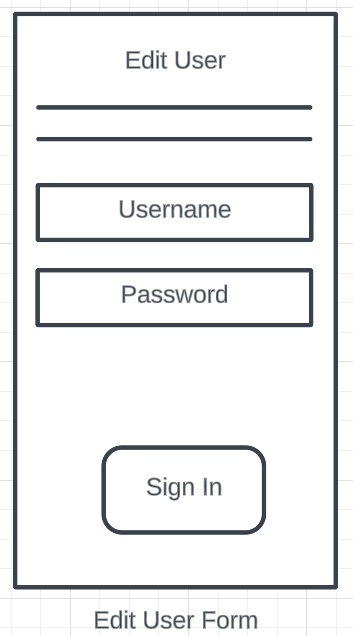 Edit User
Username
Password
Sign In
Edit User Form